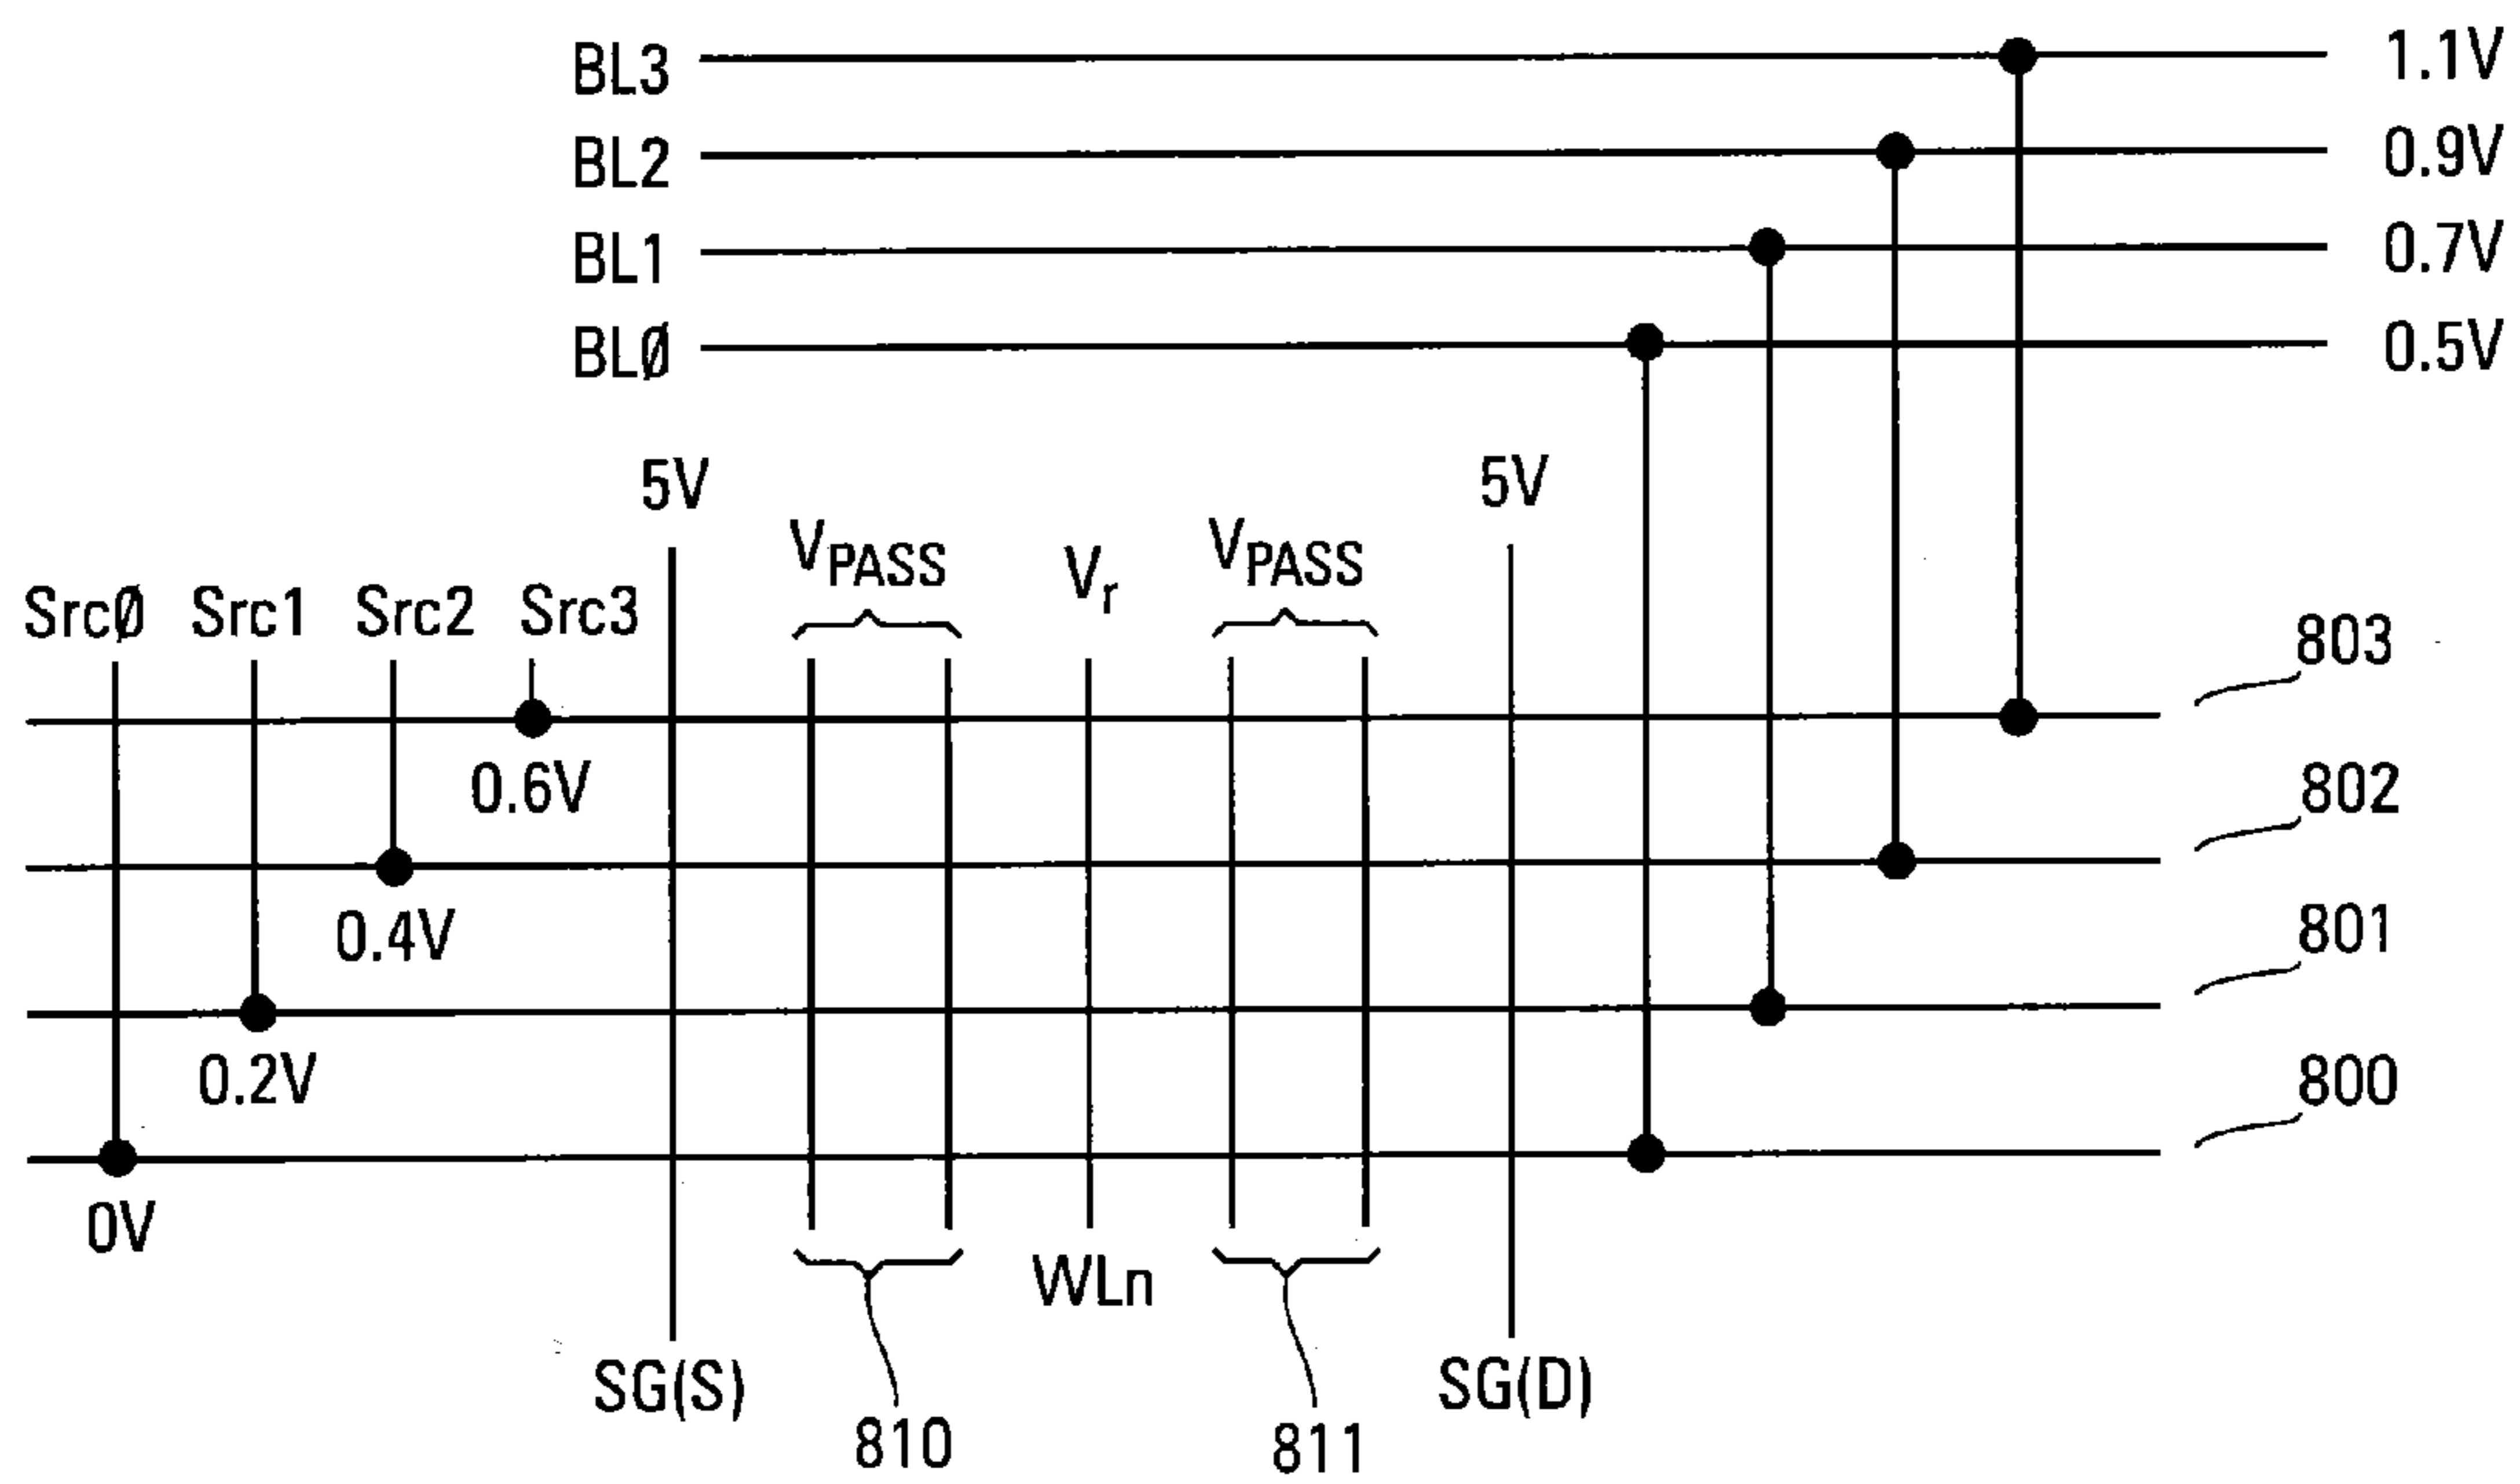 BL3 1.1V
BL2 0.9V
BL1 0.7V
BLØ 0.5V
5V 5V
VPASS Vr VPASS
SrcØ Src1 Src2 Src3
803
0.6V 802
0.4V 801
0.2V 800
0V
WLn
SG(S) SG(D)
810 811